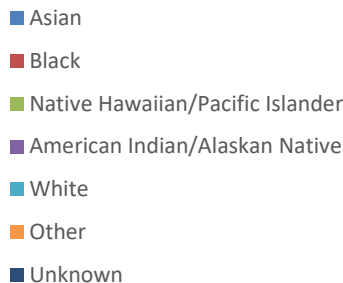 Asian
Black
Native Hawaiian/Pacific Islander
American Indian/Alaskan Native
White
Other
Unknown